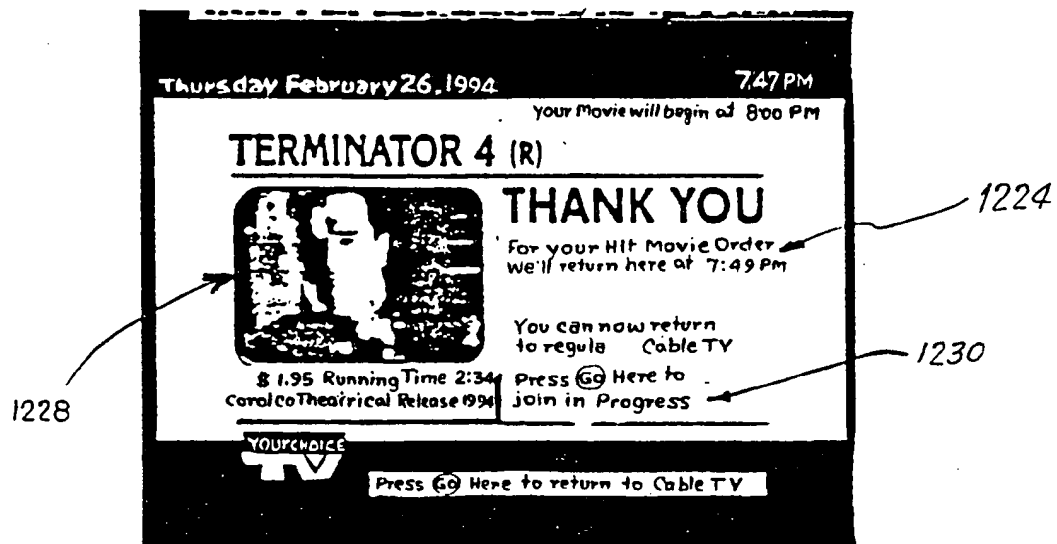 Thursday February 26, 1994 7:47 PM
Your Movie will begin at 8:00 PM
TERMINATOR 4 (R)
THANK YOU
For your Hit Movie Order
We'll return here at 7:49 PM
1224
You can now return
to regula Cable TV
$ 1.95 Running Time 2:34
Carolco Theatrical Release 1994
Press Go Here to
join in Progress
1230
1228
YOUR CHOICE
TV
Press Go Here to return to Cable TV